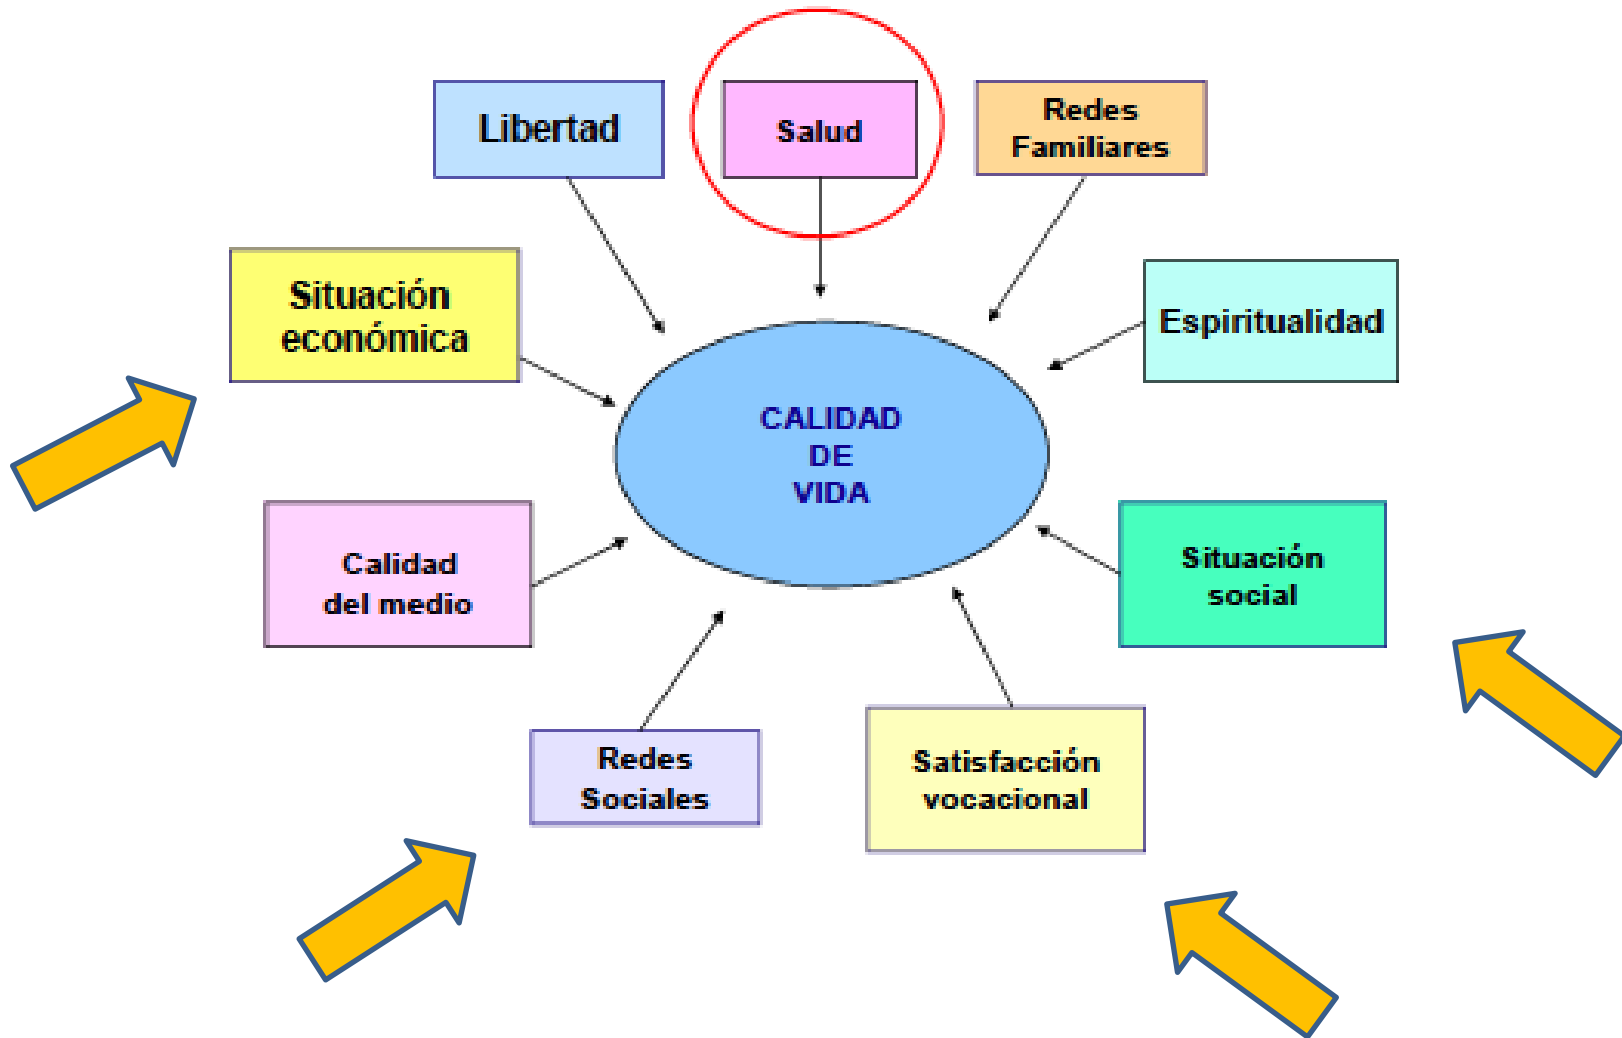 Libertad
Salud
Redes
Familiares
Situación
económica
Espiritualidad
CALIDAD
DE
VIDA
Calidad
del medio
Situación
social
Redes
Sociales
Satisfacción
vocacional